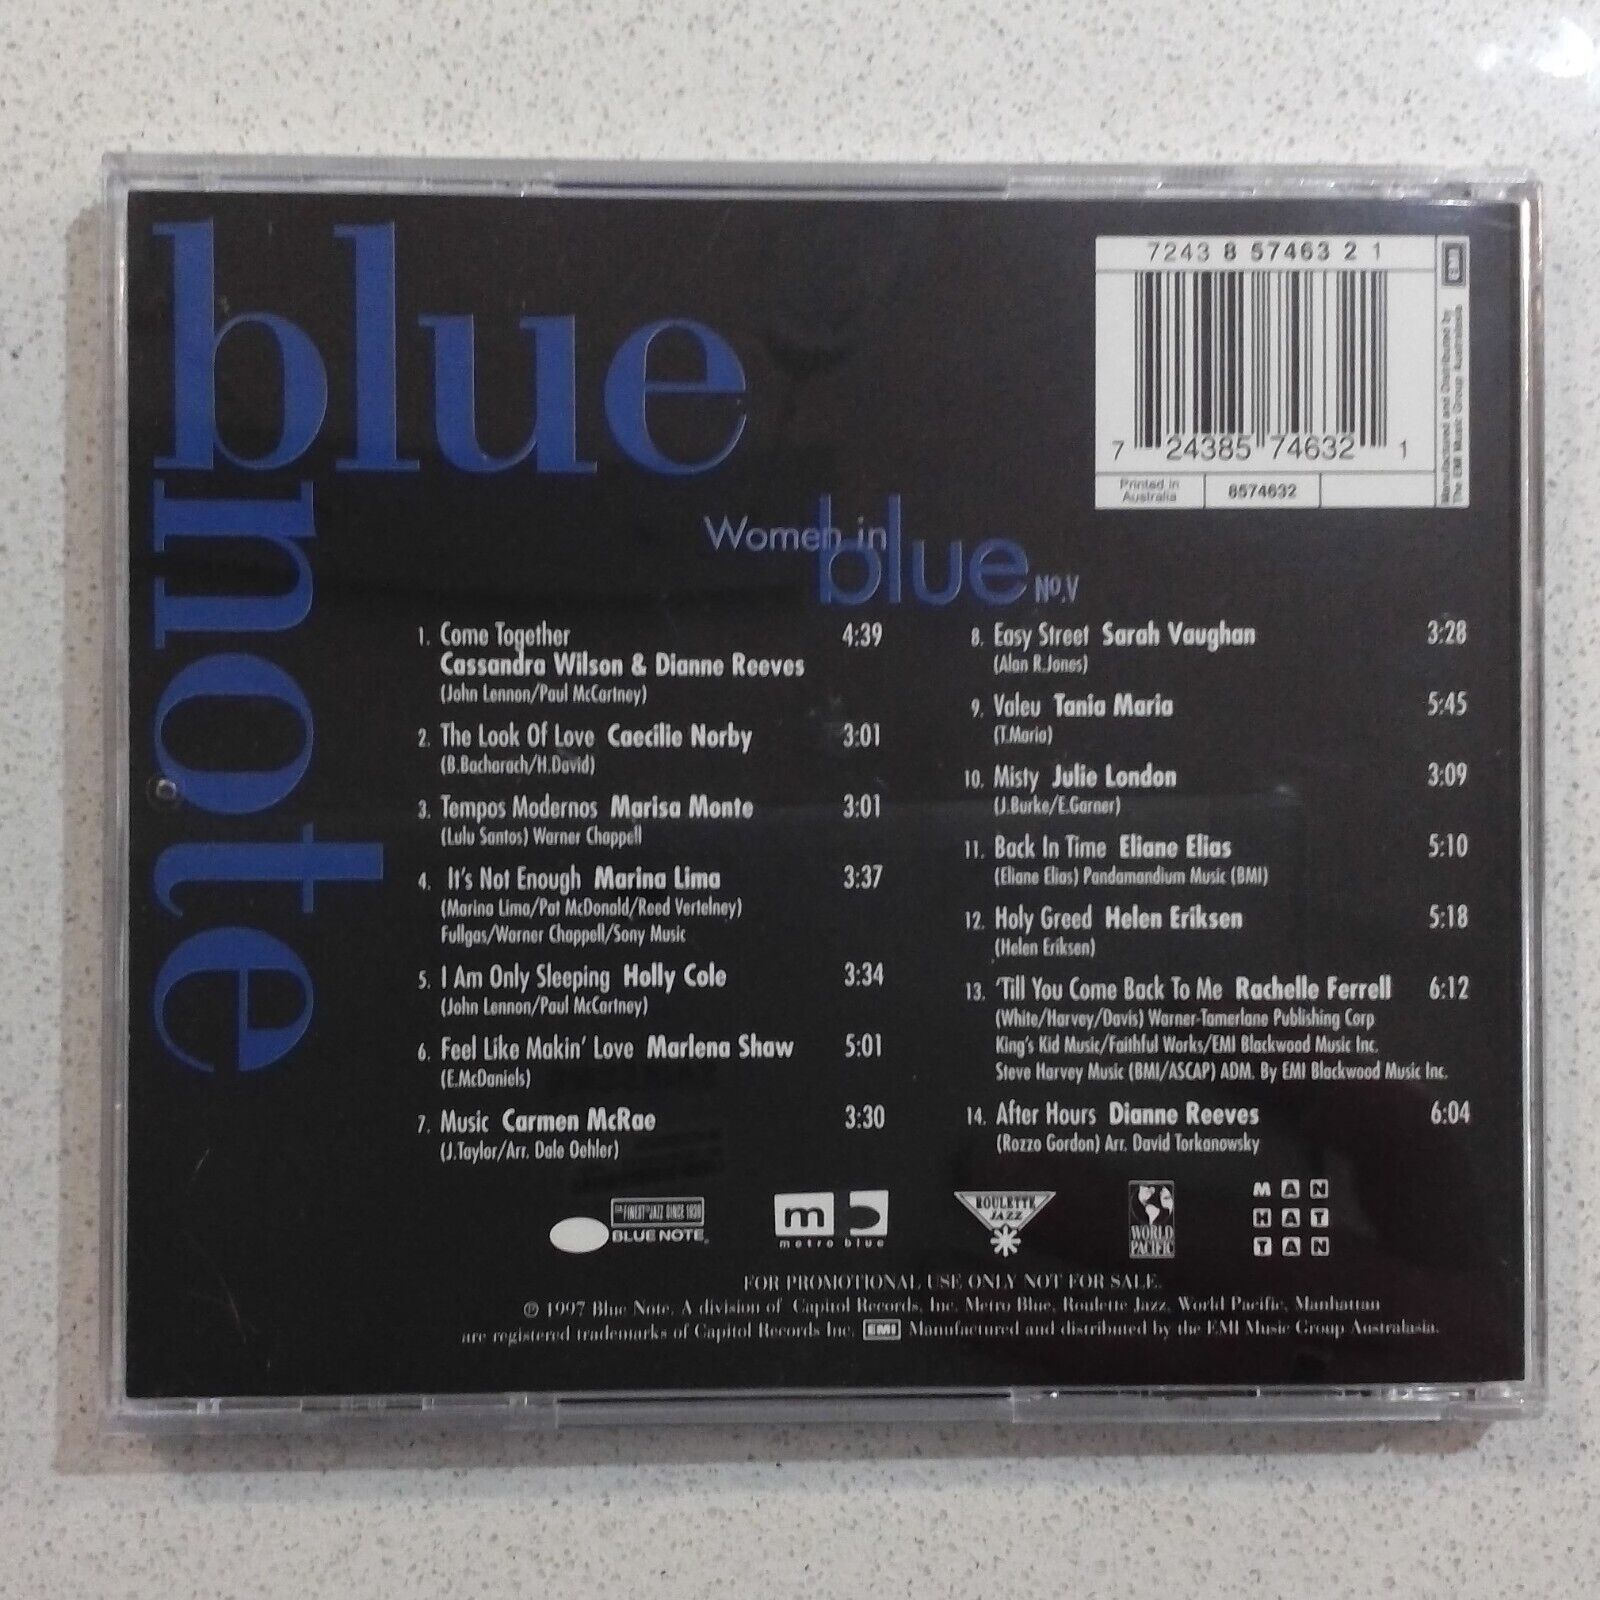 blue
note
7243 8 57463 2 1
7 24385 74632 1
Printed in
Australia
8574632
EMI
Manufactured and Distributed by
The EMI Music Group Australasia
Women in
blue No.V
1. Come Together 4:39
Cassandra Wilson & Dianne Reeves
(John Lennon/Paul McCartney)
2. The Look Of Love Caecilie Norby 3:01
(B.Bacharach/H.David)
3. Tempos Modernos Marisa Monte 3:01
(Lulu Santos) Warner Chappell
4. It's Not Enough Marina Lima 3:37
(Marina Lima/Pat McDonald/Reed Vertelney)
Fullgas/Warner Chappell/Sony Music
5. I Am Only Sleeping Holly Cole 3:34
(John Lennon/Paul McCartney)
6. Feel Like Makin' Love Marlena Shaw 5:01
(E.McDaniels)
7. Music Carmen McRae 3:30
(J.Taylor/Arr. Dale Oehler)
8. Easy Street Sarah Vaughan 3:28
(Alan R.Jones)
9. Valeu Tania Maria 5:45
(T.Maria)
10. Misty Julie London 3:09
(J.Burke/E.Garner)
11. Back In Time Eliane Elias 5:10
(Eliane Elias) Pandamandium Music (BMI)
12. Holy Greed Helen Eriksen 5:18
(Helen Eriksen)
13. 'Till You Come Back To Me Rachelle Ferrell 6:12
(White/Harvey/Davis) Warner-Tamerlane Publishing Corp
King's Kid Music/Faithful Works/EMI Blackwood Music Inc.
Steve Harvey Music (BMI/ASCAP) ADM. By EMI Blackwood Music Inc.
14. After Hours Dianne Reeves 6:04
(Rozzo Gordon) Arr. David Torkanowsky
THE FINEST IN JAZZ SINCE 1939
BLUE NOTE
m
metro blue
ROULETTE
JAZZ
WORLD
PACIFIC
MAN
HAT
TAN
FOR PROMOTIONAL USE ONLY NOT FOR SALE.
℗ 1997 Blue Note. A division of Capitol Records, Inc. Metro Blue, Roulette Jazz, World Pacific, Manhattan
are registered trademarks of Capitol Records Inc. EMI Manufactured and distributed by the EMI Music Group Australasia.